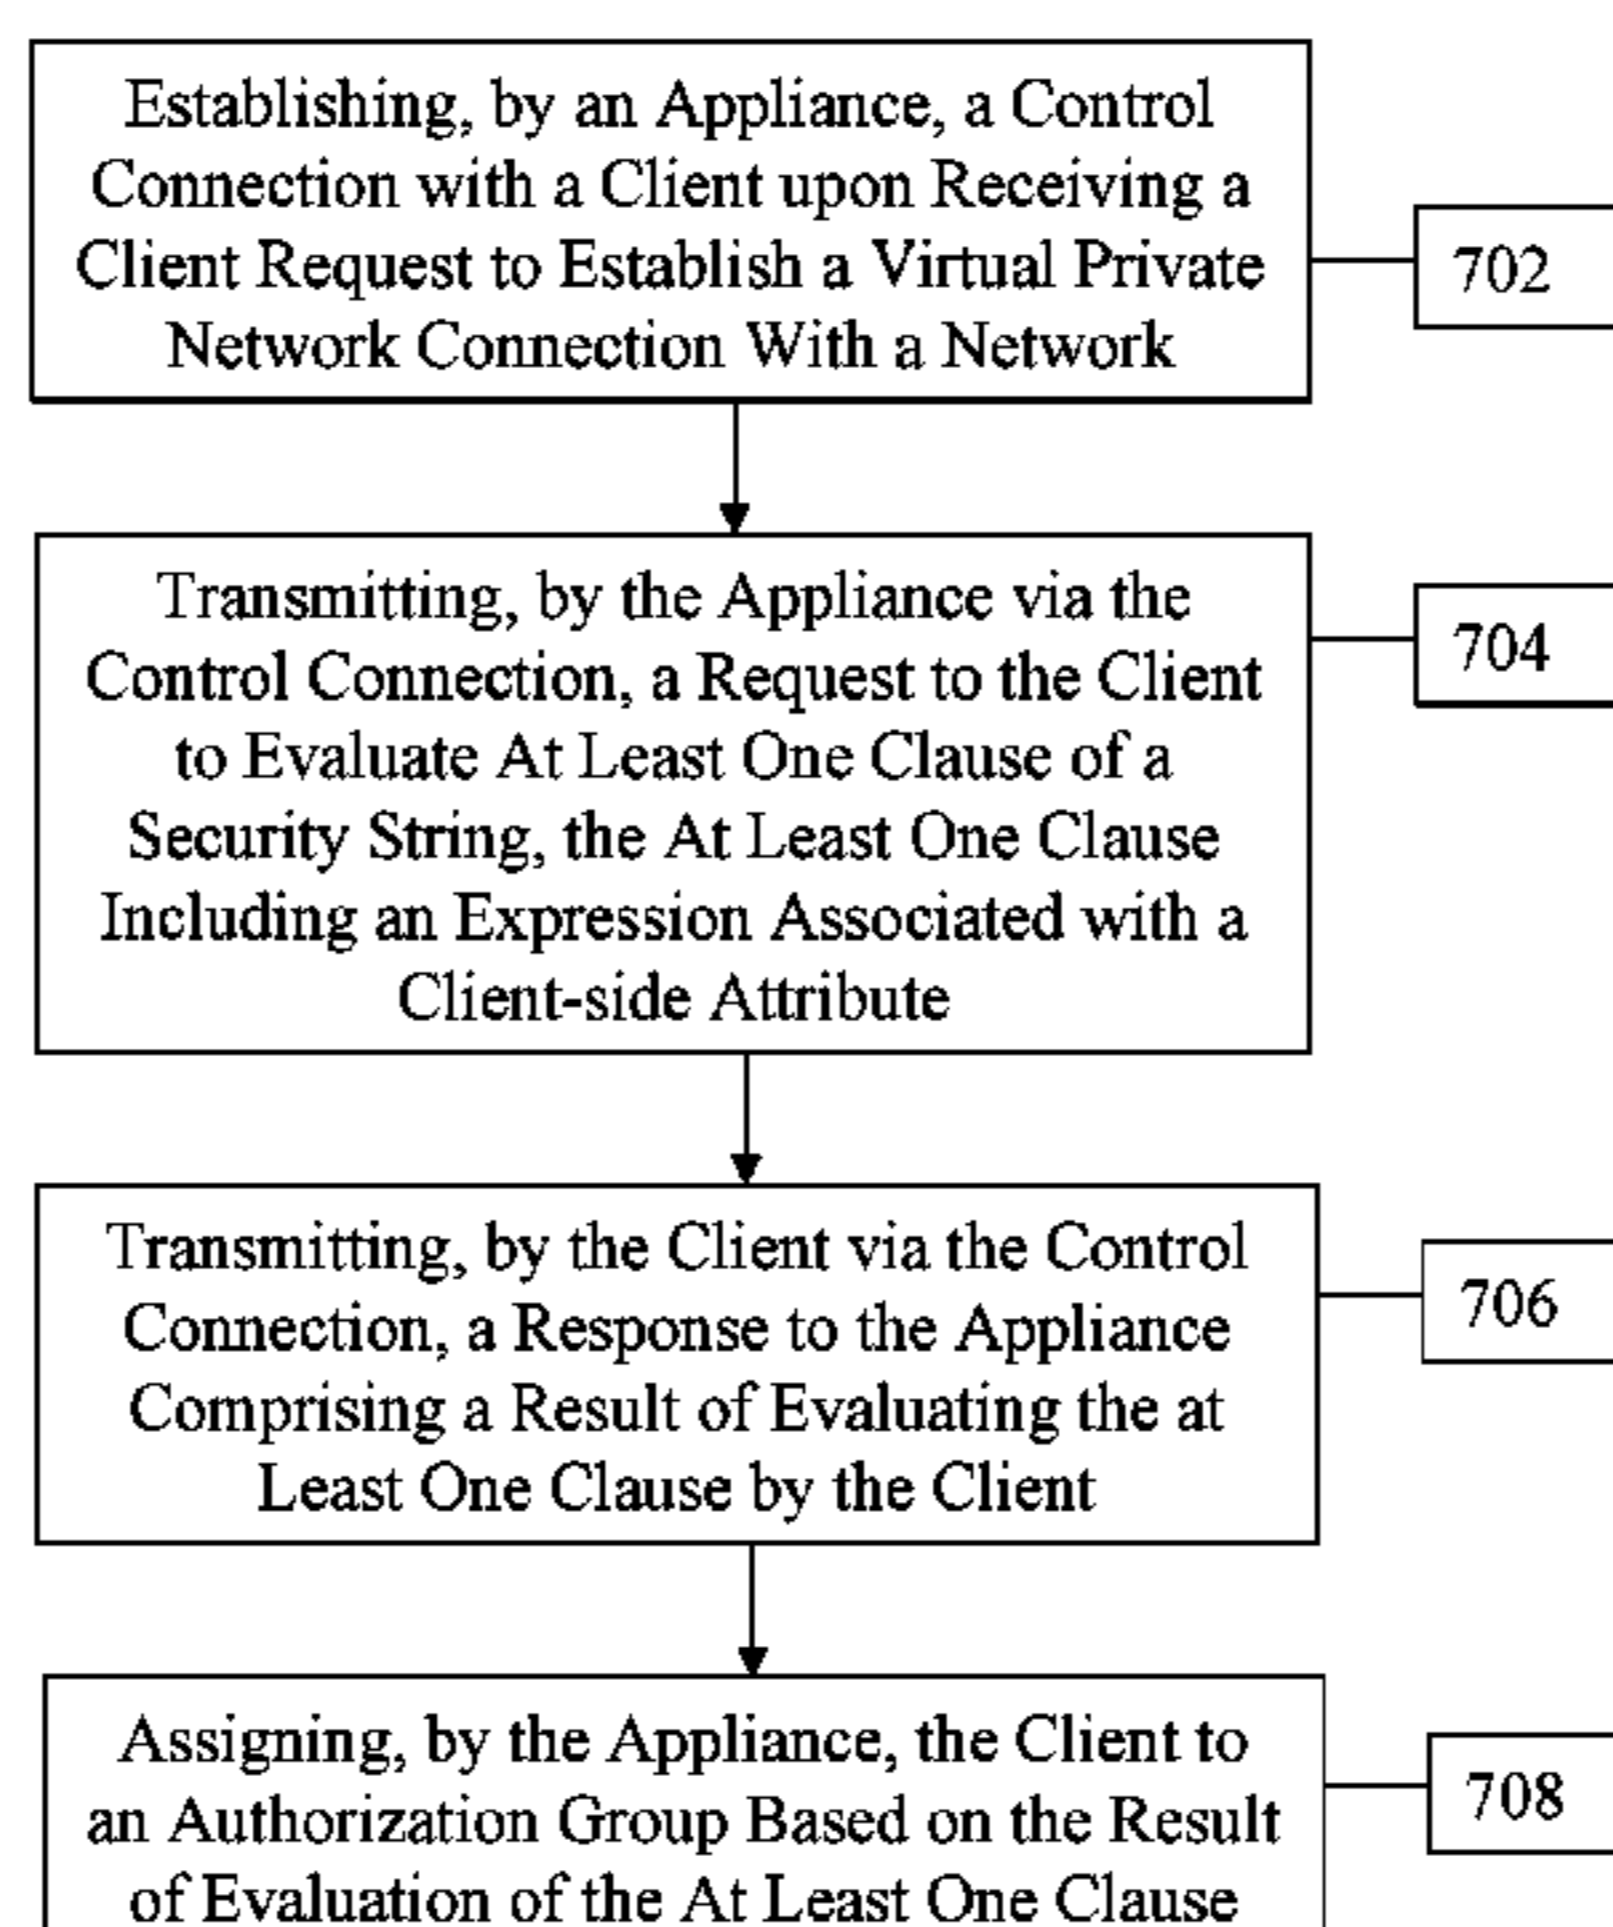 Establishing, by an Appliance, a Control
Connection with a Client upon Receiving a
Client Request to Establish a Virtual Private
Network Connection With a Network
702
Transmitting, by the Appliance via the
Control Connection, a Request to the Client
to Evaluate At Least One Clause of a
Security String, the At Least One Clause
Including an Expression Associated with a
Client-side Attribute
704
Transmitting, by the Client via the Control
Connection, a Response to the Appliance
Comprising a Result of Evaluating the at
Least One Clause by the Client
706
Assigning, by the Appliance, the Client to
an Authorization Group Based on the Result
of Evaluation of the At Least One Clause
708